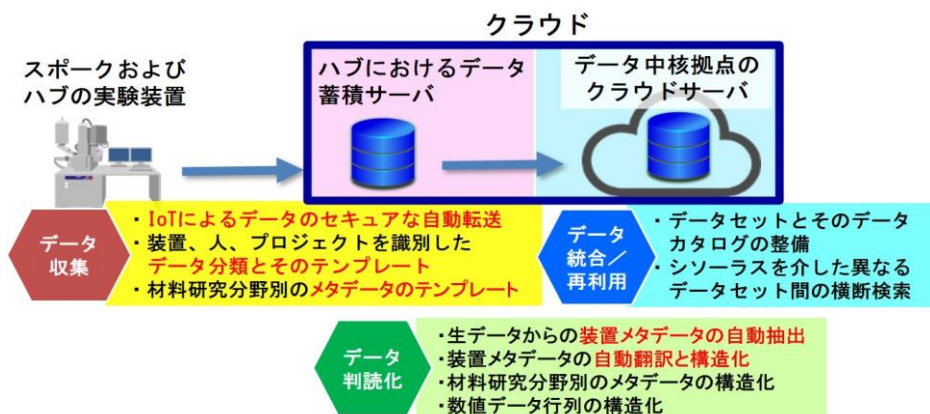 クラウド
スポークおよび
ハブの実験装置
ハブにおけるデータ
蓄積サーバ
データ中核拠点の
クラウドサーバ
データ
収集
・IoTによるデータのセキュアな自動転送
・装置、人、プロジェクトを識別した
データ分類とそのテンプレート
・材料研究分野別のメタデータのテンプレート
データ
統合／
再利用
・データセットとそのデータ
カタログの整備
・シソーラスを介した異なる
データセット間の横断検索
データ
判読化
・生データからの装置メタデータの自動抽出
・装置メタデータの自動翻訳と構造化
・材料研究分野別のメタデータの構造化
・数値データ行列の構造化